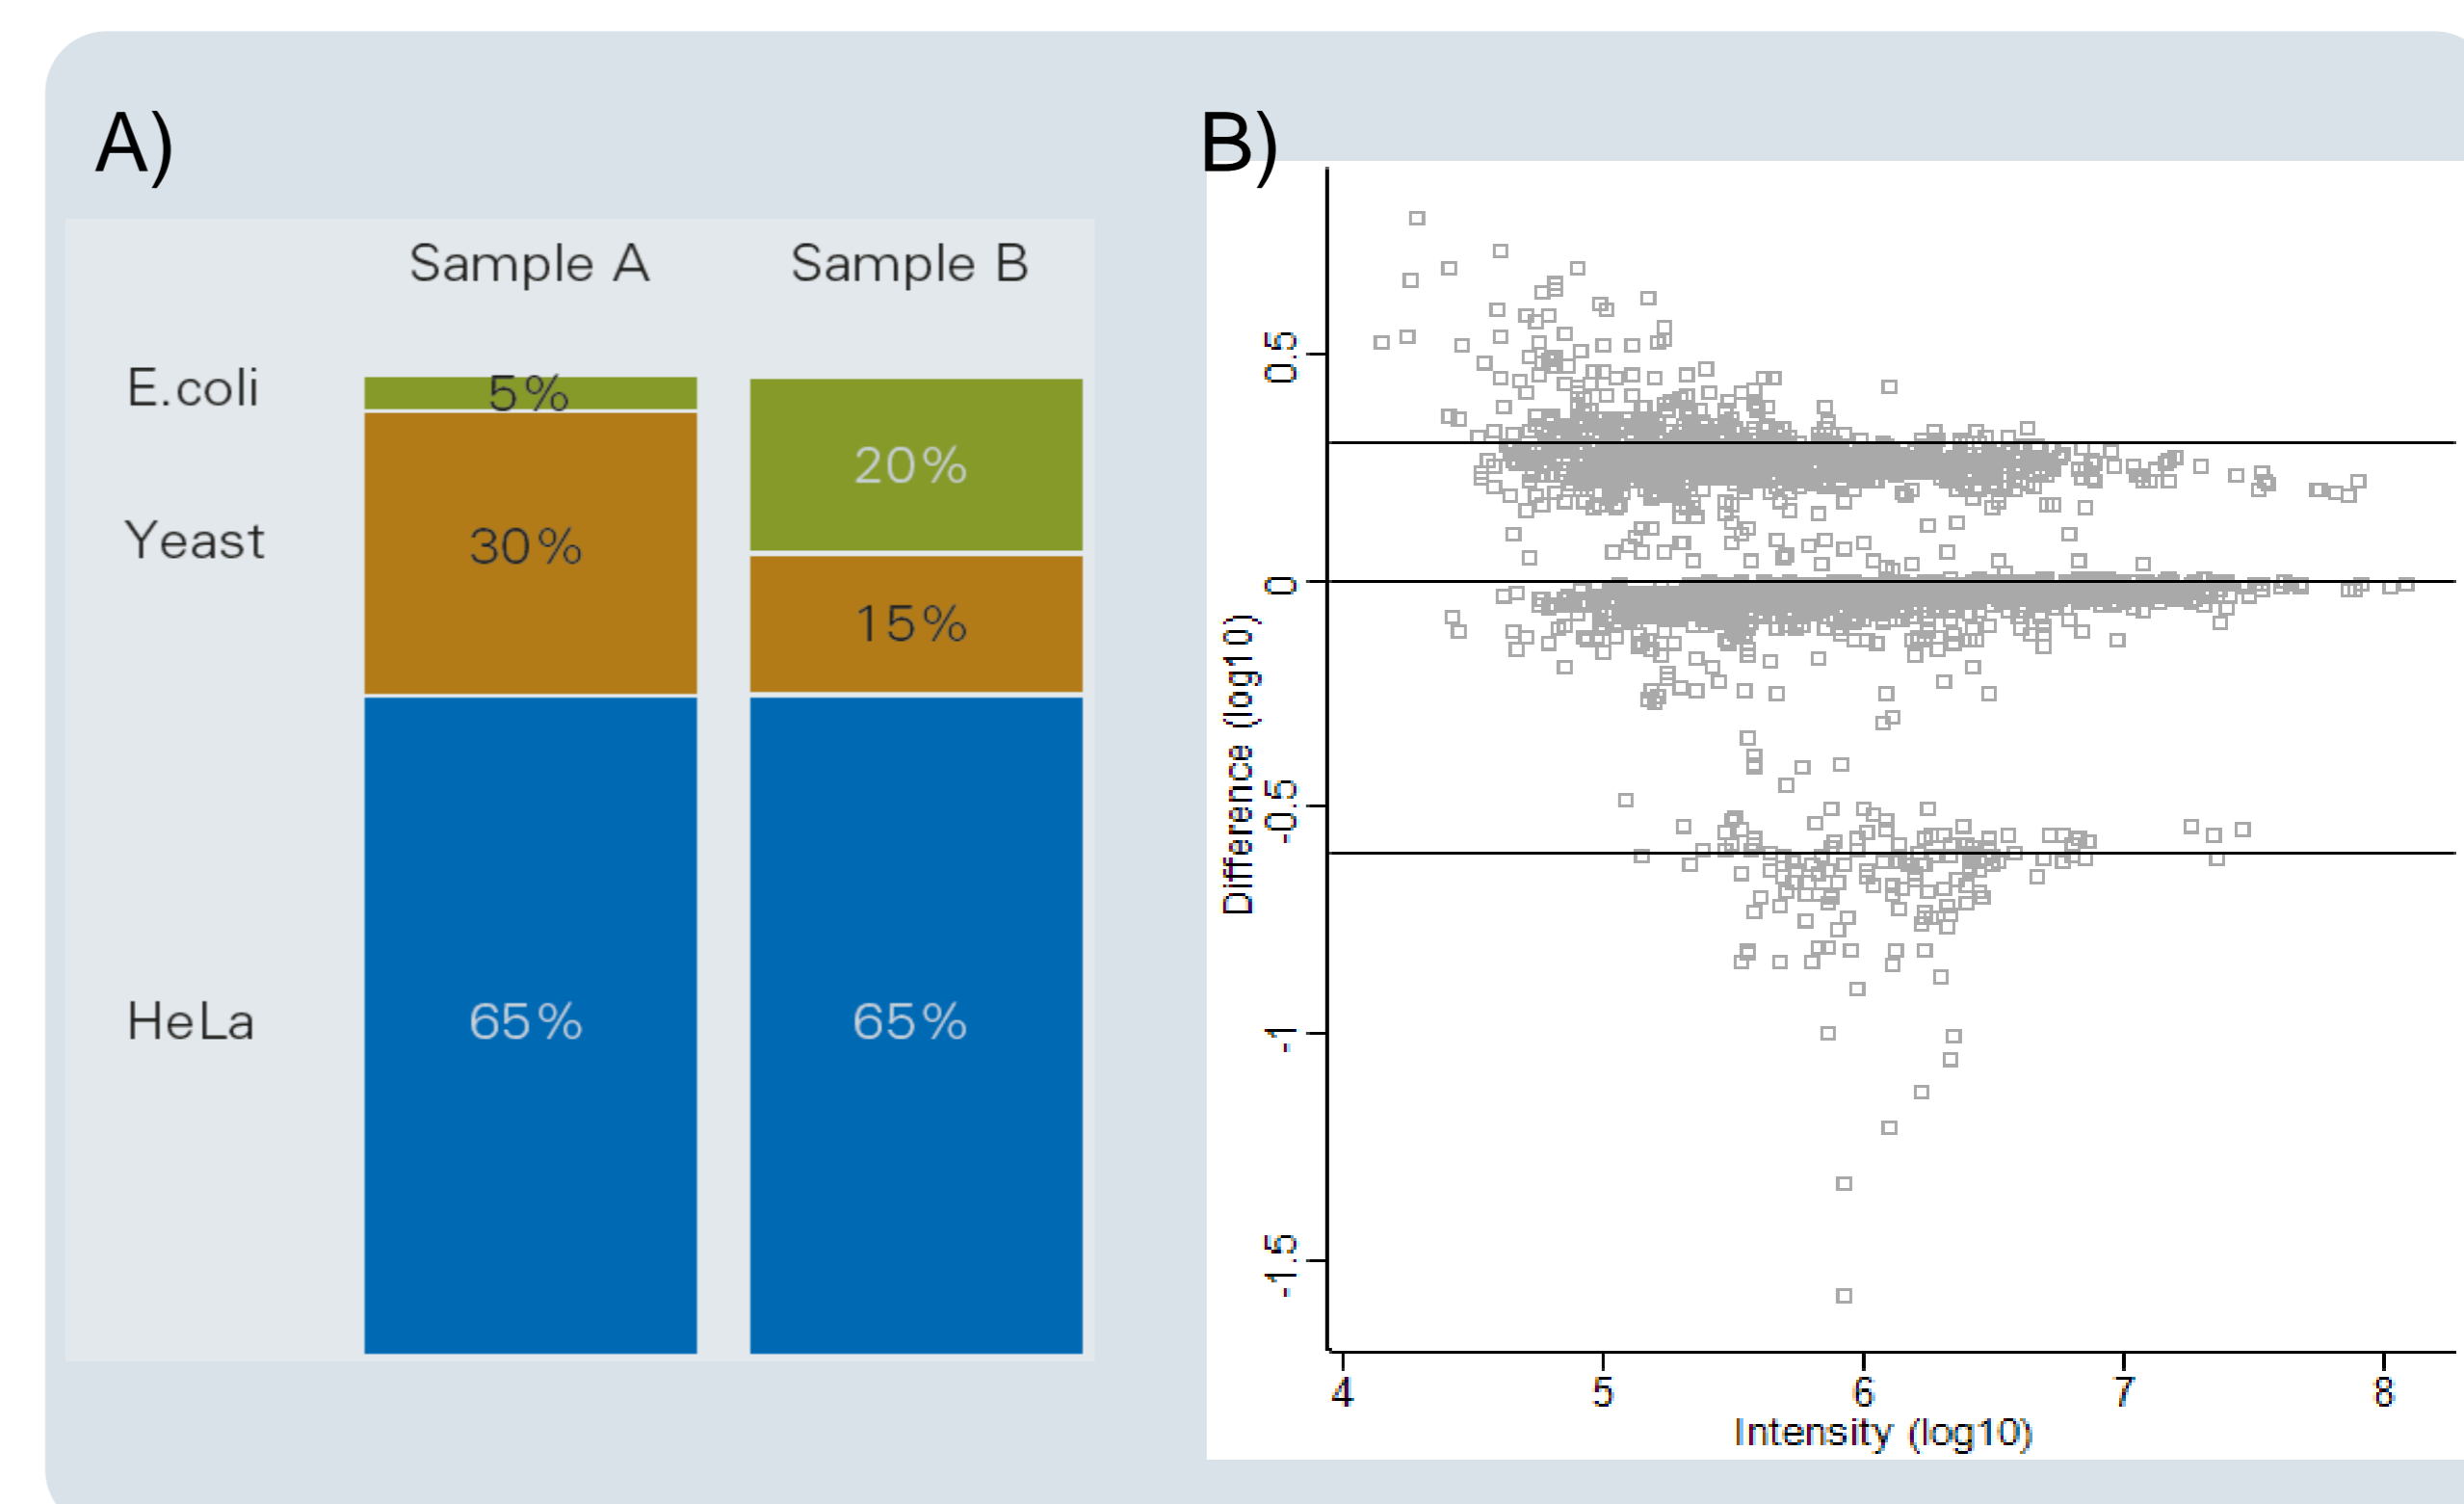 A)
Sample A Sample B
E.coli 5% 20%
Yeast 30% 15%
HeLa 65% 65%
B)
Difference (log10)
0.5
0
-0.5
-1
-1.5
4 5 6 7 8
Intensity (log10)